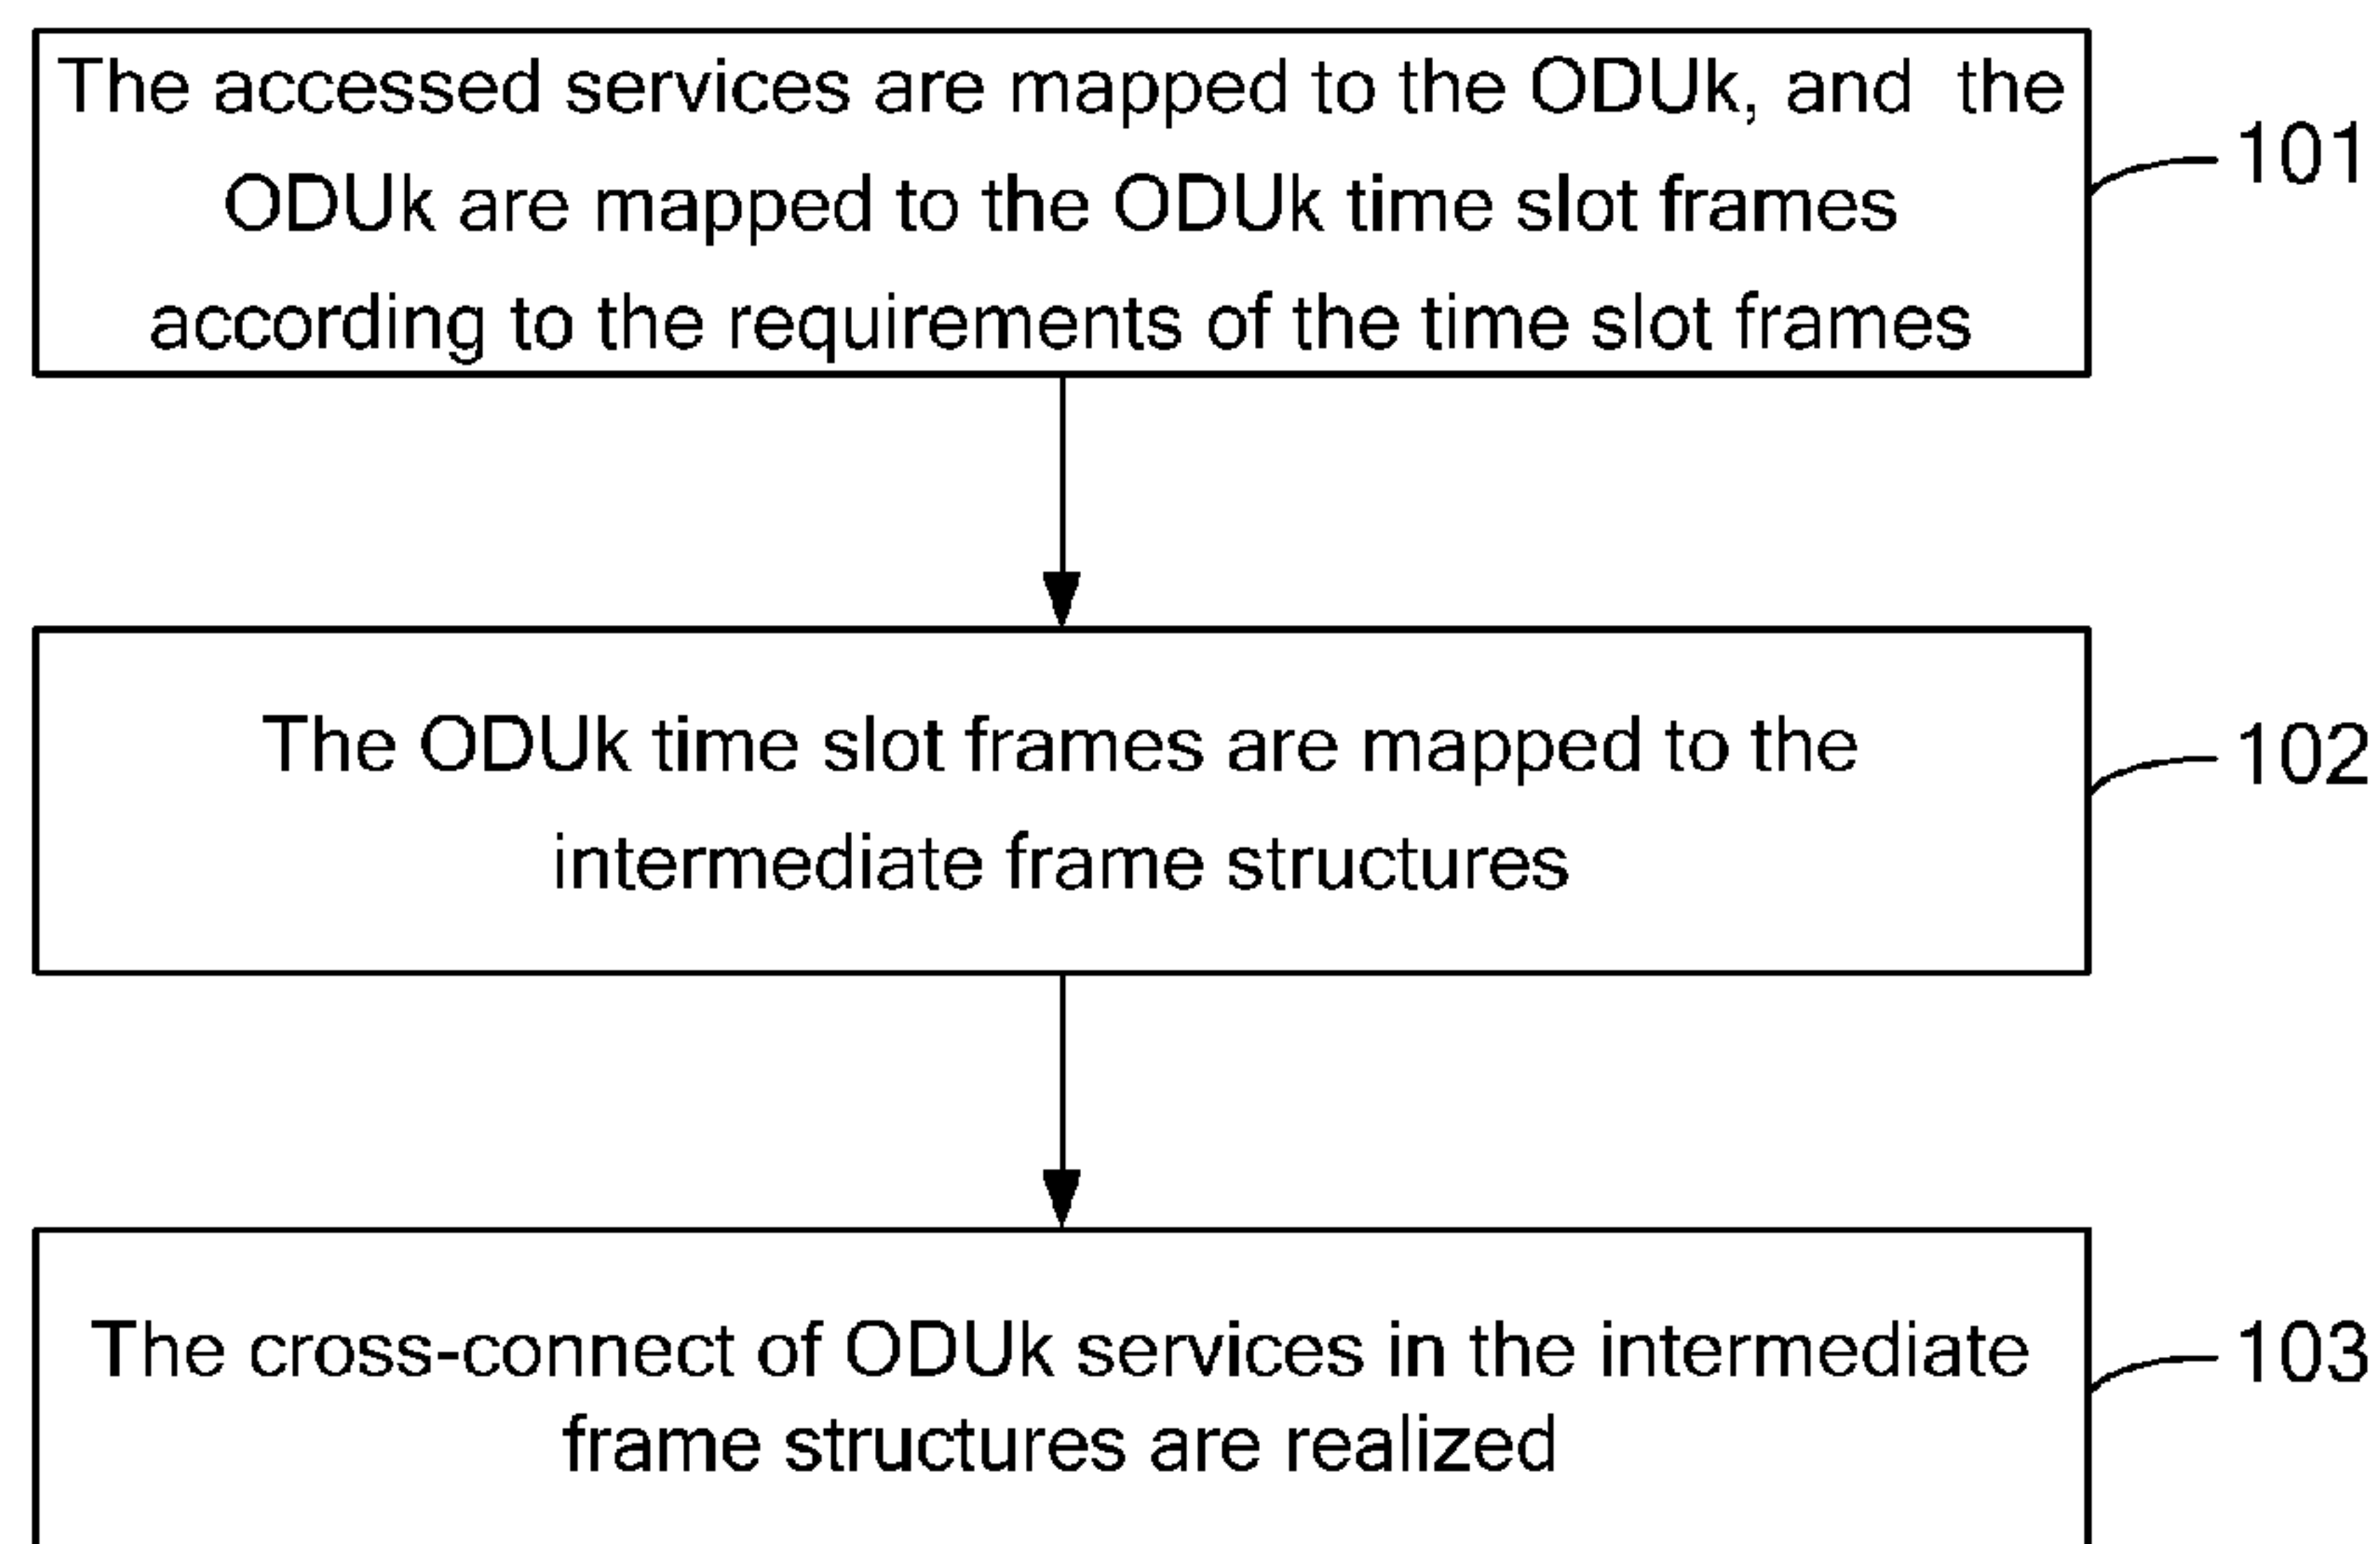 The accessed services are mapped to the ODUk, and the
ODUk are mapped to the ODUk time slot frames
according to the requirements of the time slot frames
101
The ODUk time slot frames are mapped to the
intermediate frame structures
102
The cross-connect of ODUk services in the intermediate
frame structures are realized
103